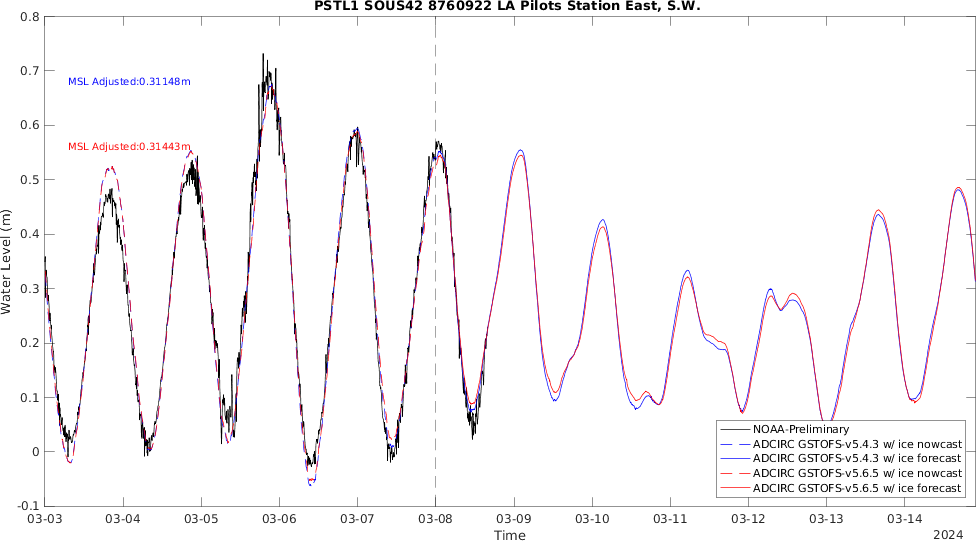 PSTL1 SOUS42 8760922 LA Pilots Station East, S.W.
0.8
0.7
0.6
0.5
0.4
0.3
0.2
0.1
0
-0.1
Water Level (m)
MSL Adjusted:0.31148m
MSL Adjusted:0.31443m
NOAA-Preliminary
ADCIRC GSTOFS-v5.4.3 w/ ice nowcast
ADCIRC GSTOFS-v5.4.3 w/ ice forecast
ADCIRC GSTOFS-v5.6.5 w/ ice nowcast
ADCIRC GSTOFS-v5.6.5 w/ ice forecast
03-03 03-04 03-05 03-06 03-07 03-08 03-09 03-10 03-11 03-12 03-13 03-14
Time
2024